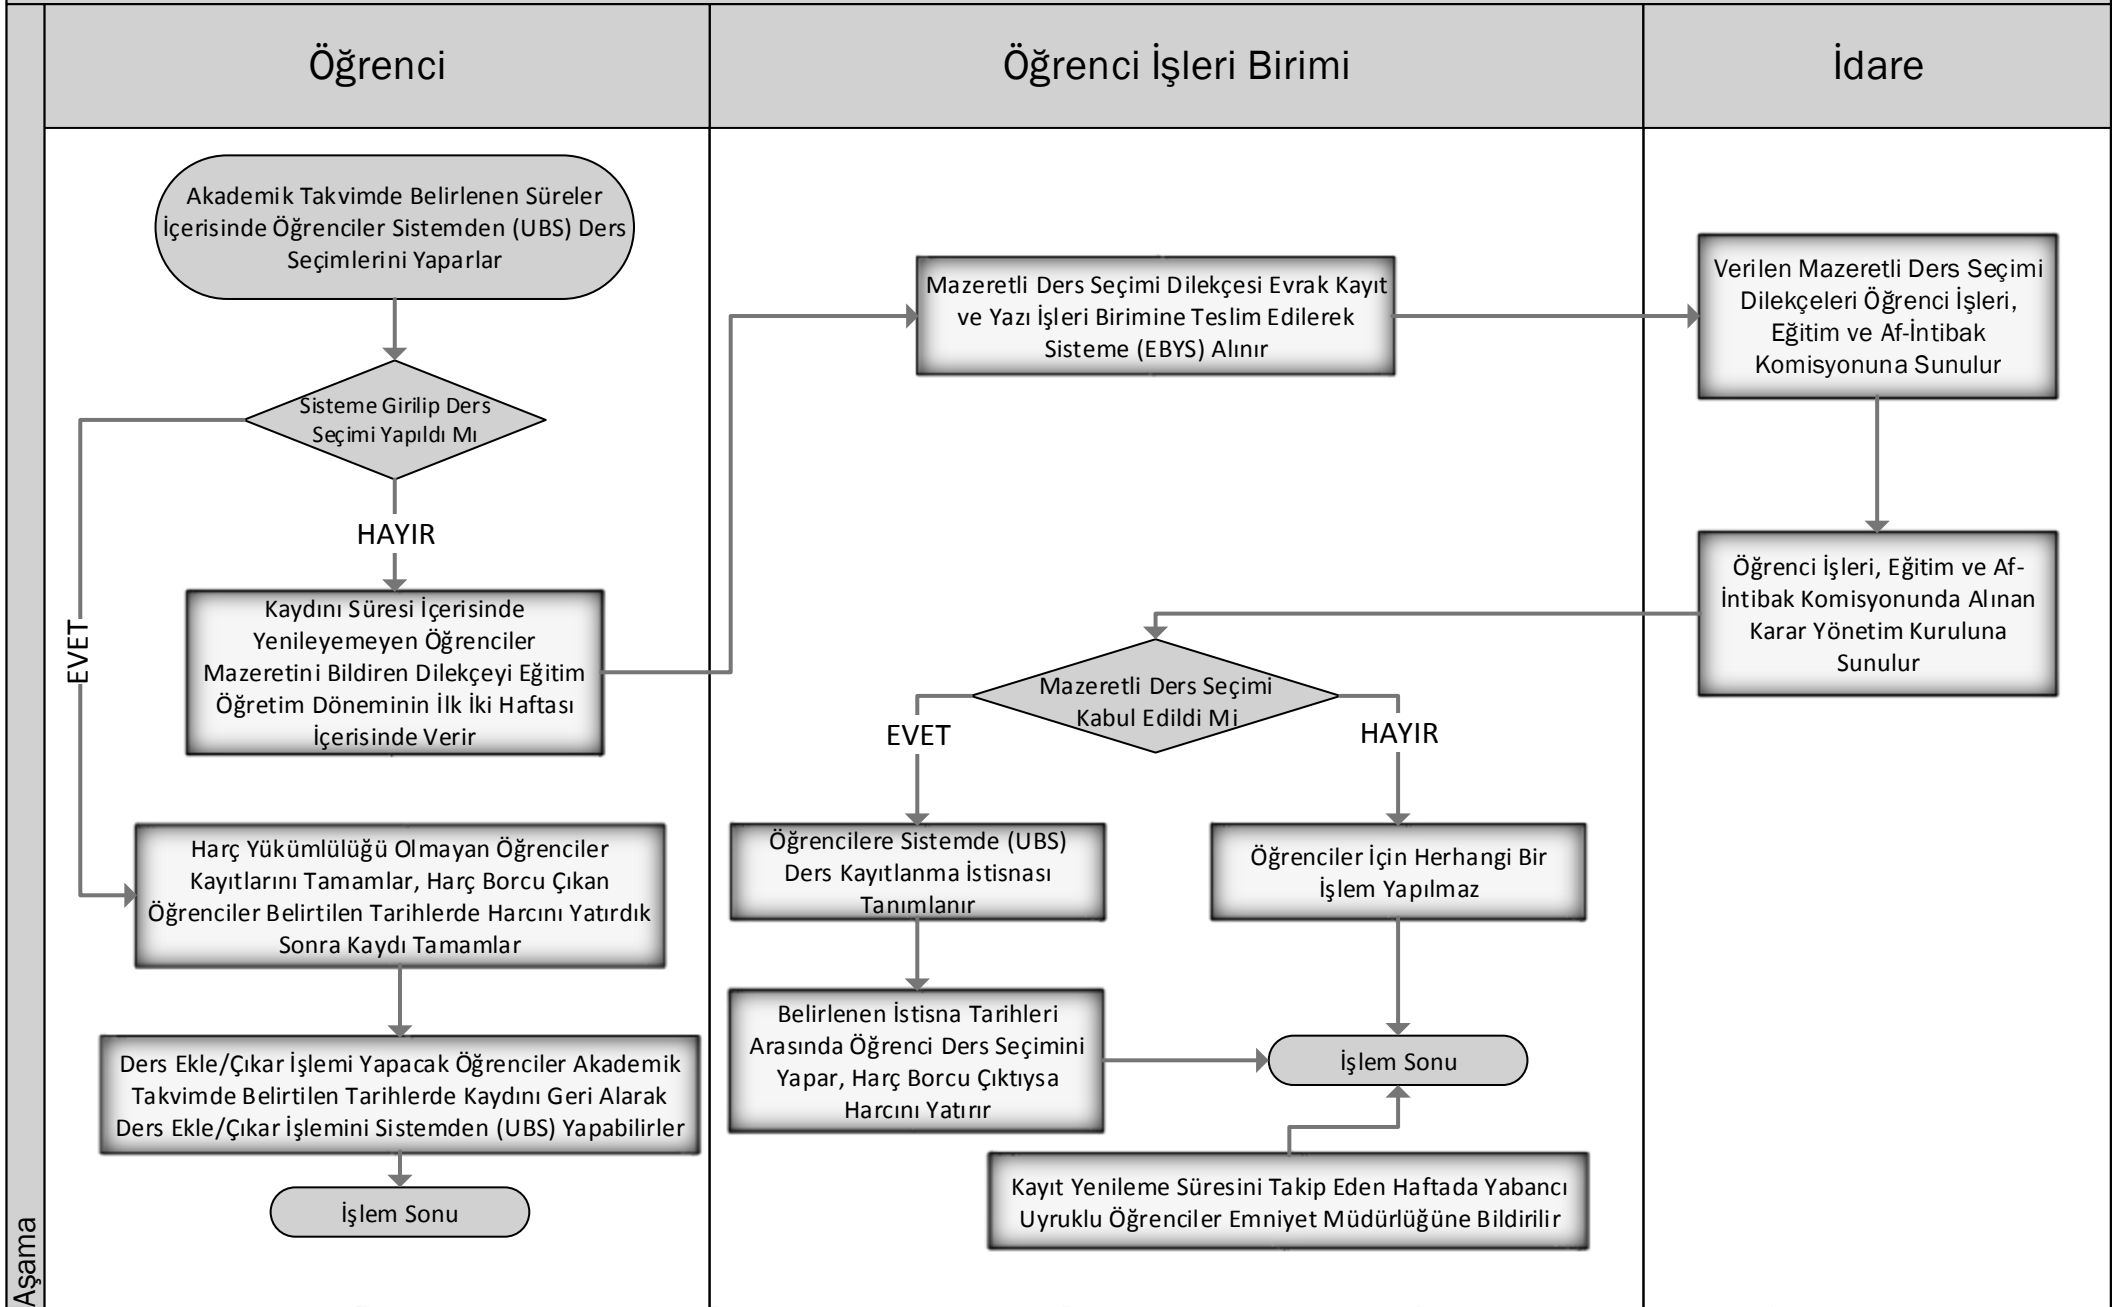 Öğrenci
Öğrenci İşleri Birimi
İdare
Akademik Takvimde Belirlenen Süreler
İçerisinde Öğrenciler Sistemden (UBS) Ders
Seçimlerini Yaparlar
Sisteme Girilip Ders
Seçimi Yapıldı Mı
HAYIR
EVET
Kaydını Süresi İçerisinde
Yenileyemeyen Öğrenciler
Mazeretini Bildiren Dilekçeyi Eğitim
Öğretim Döneminin İlk İki Haftası
İçerisinde Verir
Harç Yükümlülüğü Olmayan Öğrenciler
Kayıtlarını Tamamlar, Harç Borcu Çıkan
Öğrenciler Belirtilen Tarihlerde Harcını Yatırdık
Sonra Kaydı Tamamlar
Ders Ekle/Çıkar İşlemi Yapacak Öğrenciler Akademik
Takvimde Belirtilen Tarihlerde Kaydını Geri Alarak
Ders Ekle/Çıkar İşlemini Sistemden (UBS) Yapabilirler
İşlem Sonu
Mazeretli Ders Seçimi Dilekçesi Evrak Kayıt
ve Yazı İşleri Birimine Teslim Edilerek
Sisteme (EBYS) Alınır
Verilen Mazeretli Ders Seçimi
Dilekçeleri Öğrenci İşleri,
Eğitim ve Af-İntibak
Komisyonuna Sunulur
Öğrenci İşleri, Eğitim ve Af-
İntibak Komisyonunda Alınan
Karar Yönetim Kuruluna
Sunulur
Mazeretli Ders Seçimi
Kabul Edildi Mi
EVET
HAYIR
Öğrencilere Sistemde (UBS)
Ders Kayıtlanma İstisnası
Tanımlanır
Öğrenciler İçin Herhangi Bir
İşlem Yapılmaz
Belirlenen İstisna Tarihleri
Arasında Öğrenci Ders Seçimini
Yapar, Harç Borcu Çıktıysa
Harcını Yatırır
İşlem Sonu
Kayıt Yenileme Süresini Takip Eden Haftada Yabancı
Uyruklu Öğrenciler Emniyet Müdürlüğüne Bildirilir
Aşama